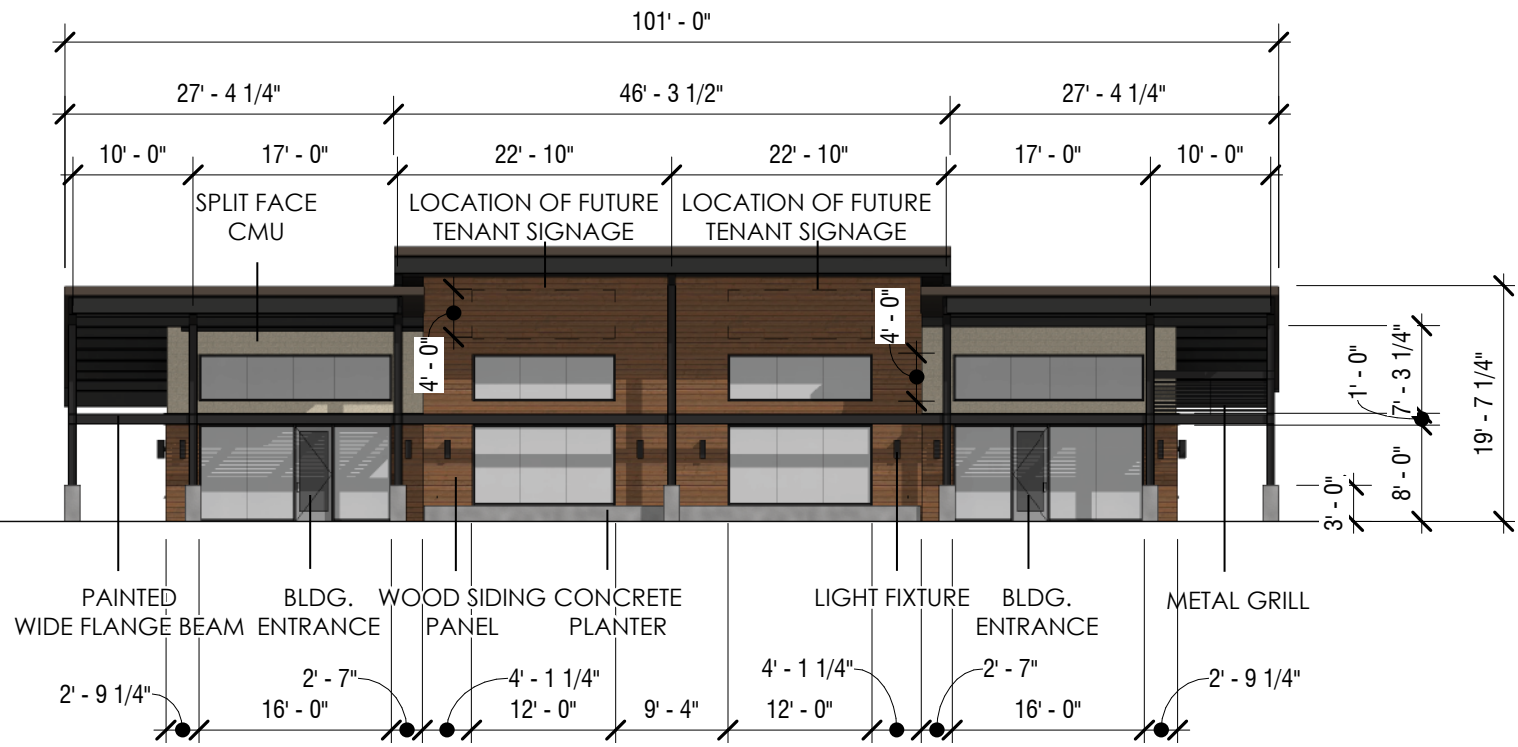 101' - 0"
27' - 4 1/4"
46' - 3 1/2"
27' - 4 1/4"
10' - 0"
17' - 0"
22' - 10"
22' - 10"
17' - 0"
10' - 0"
SPLIT FACE
CMU
LOCATION OF FUTURE
TENANT SIGNAGE
LOCATION OF FUTURE
TENANT SIGNAGE
4' - 0"
4' - 0"
1' - 0"
7' - 3 1/4"
19' - 7 1/4"
3' - 0"
8' - 0"
PAINTED
WIDE FLANGE BEAM
BLDG.
ENTRANCE
WOOD SIDING
PANEL
CONCRETE
PLANTER
LIGHT FIXTURE
BLDG.
ENTRANCE
METAL GRILL
2' - 9 1/4"
16' - 0"
2' - 7"
4' - 1 1/4"
12' - 0"
9' - 4"
12' - 0"
4' - 1 1/4"
2' - 7"
16' - 0"
2' - 9 1/4"